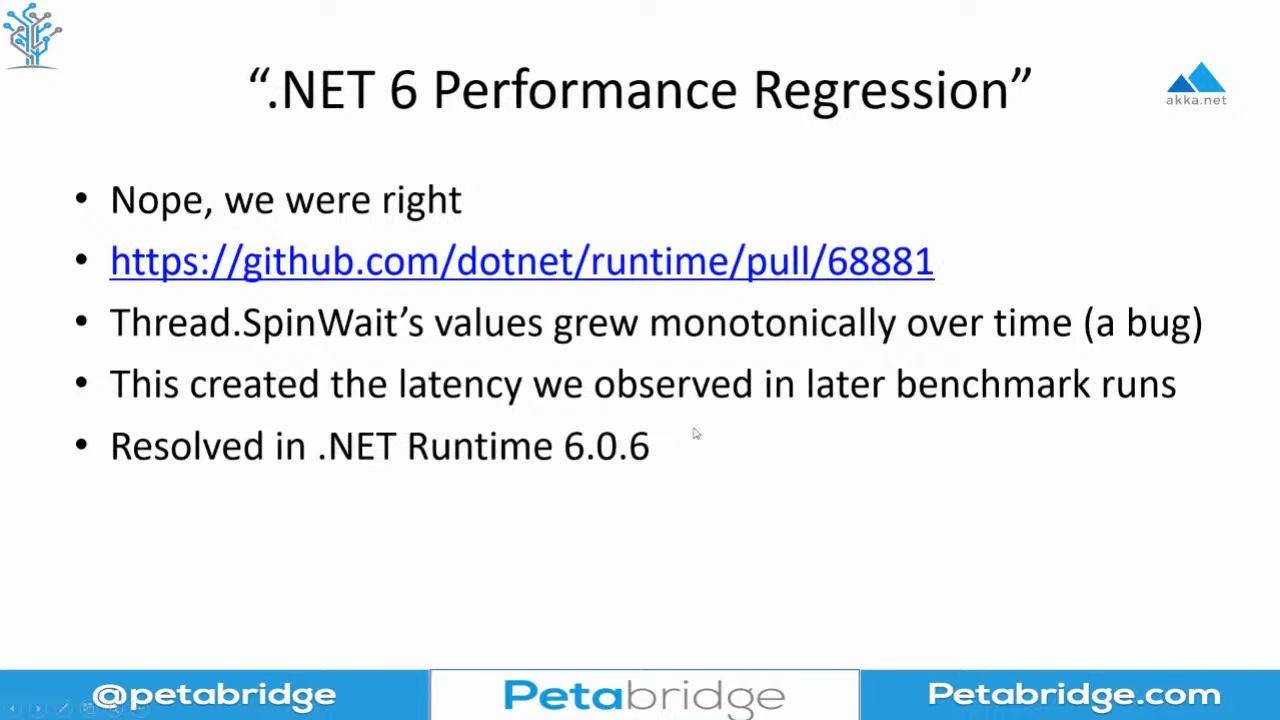 “.NET 6 Performance Regression”
akka.net
• Nope, we were right
• https://github.com/dotnet/runtime/pull/68881
• Thread.SpinWait’s values grew monotonically over time (a bug)
• This created the latency we observed in later benchmark runs
• Resolved in .NET Runtime 6.0.6
@petabridge
Petabridge
Petabridge.com